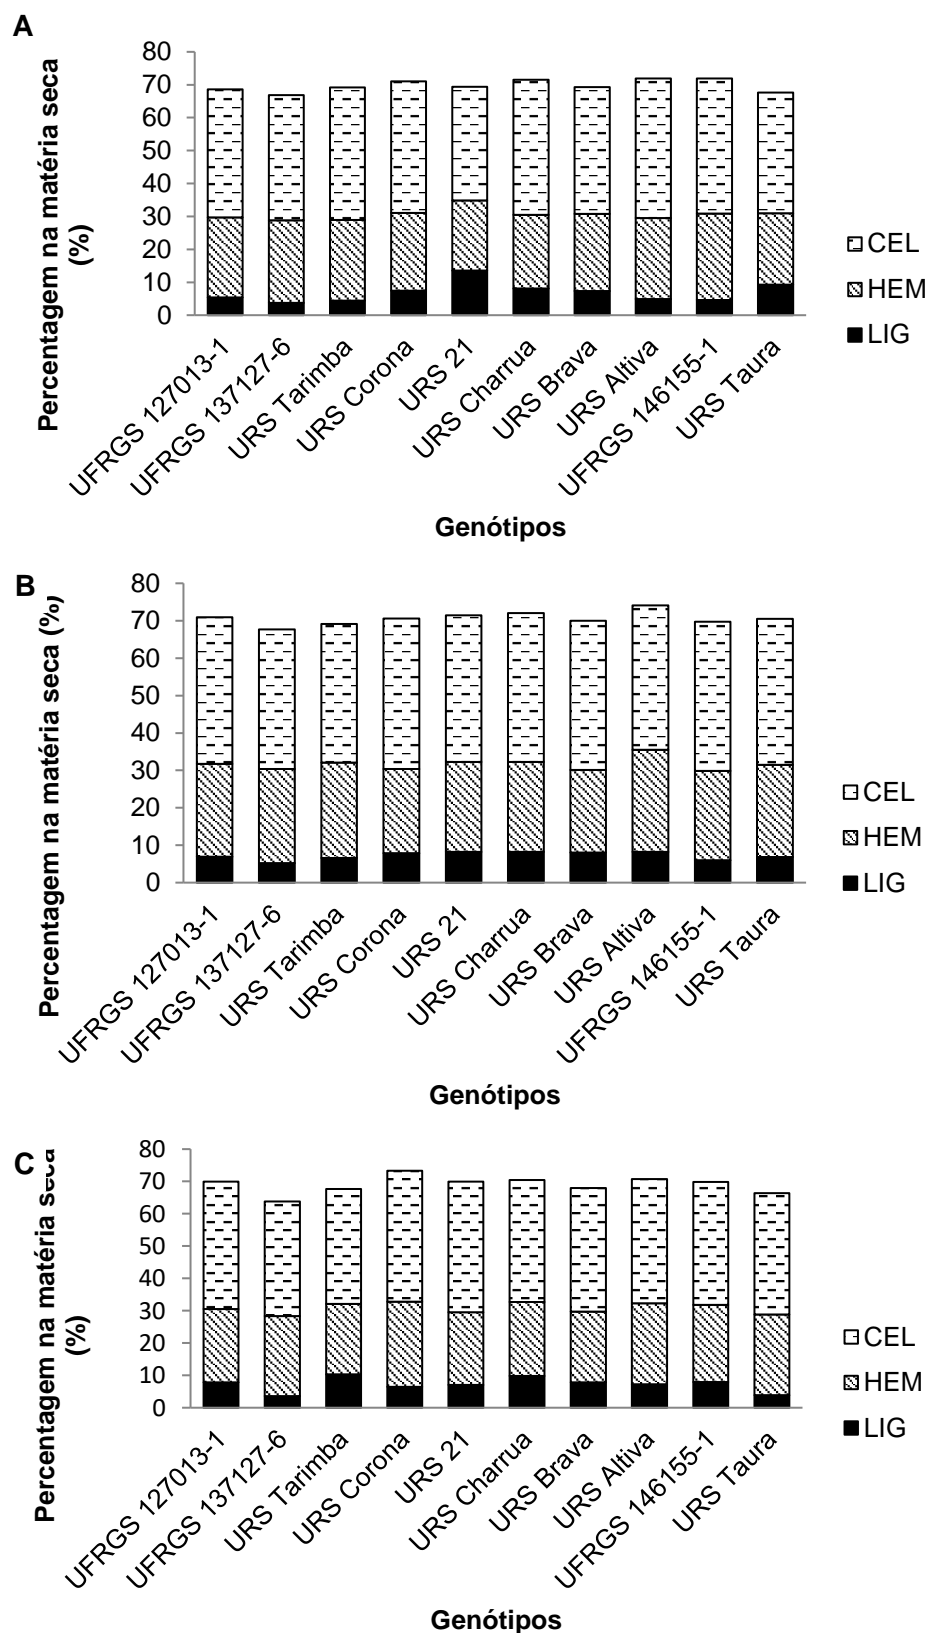 A
Percentagem na matéria seca
(%)
80
70
60
50
40
30
20
10
0
CEL
HEM
LIG
UFRGS 127013-1
UFRGS 137127-6
URS Tarimba
URS Corona
URS 21
URS Charrua
URS Brava
URS Altiva
UFRGS 146155-1
URS Taura
Genótipos
B
Percentagem na matéria seca (%)
80
70
60
50
40
30
20
10
0
CEL
HEM
LIG
UFRGS 127013-1
UFRGS 137127-6
URS Tarimba
URS Corona
URS 21
URS Charrua
URS Brava
URS Altiva
UFRGS 146155-1
URS Taura
Genótipos
C
Percentagem na matéria seca
(%)
80
70
60
50
40
30
20
10
0
CEL
HEM
LIG
UFRGS 127013-1
UFRGS 137127-6
URS Tarimba
URS Corona
URS 21
URS Charrua
URS Brava
URS Altiva
UFRGS 146155-1
URS Taura
Genótipos